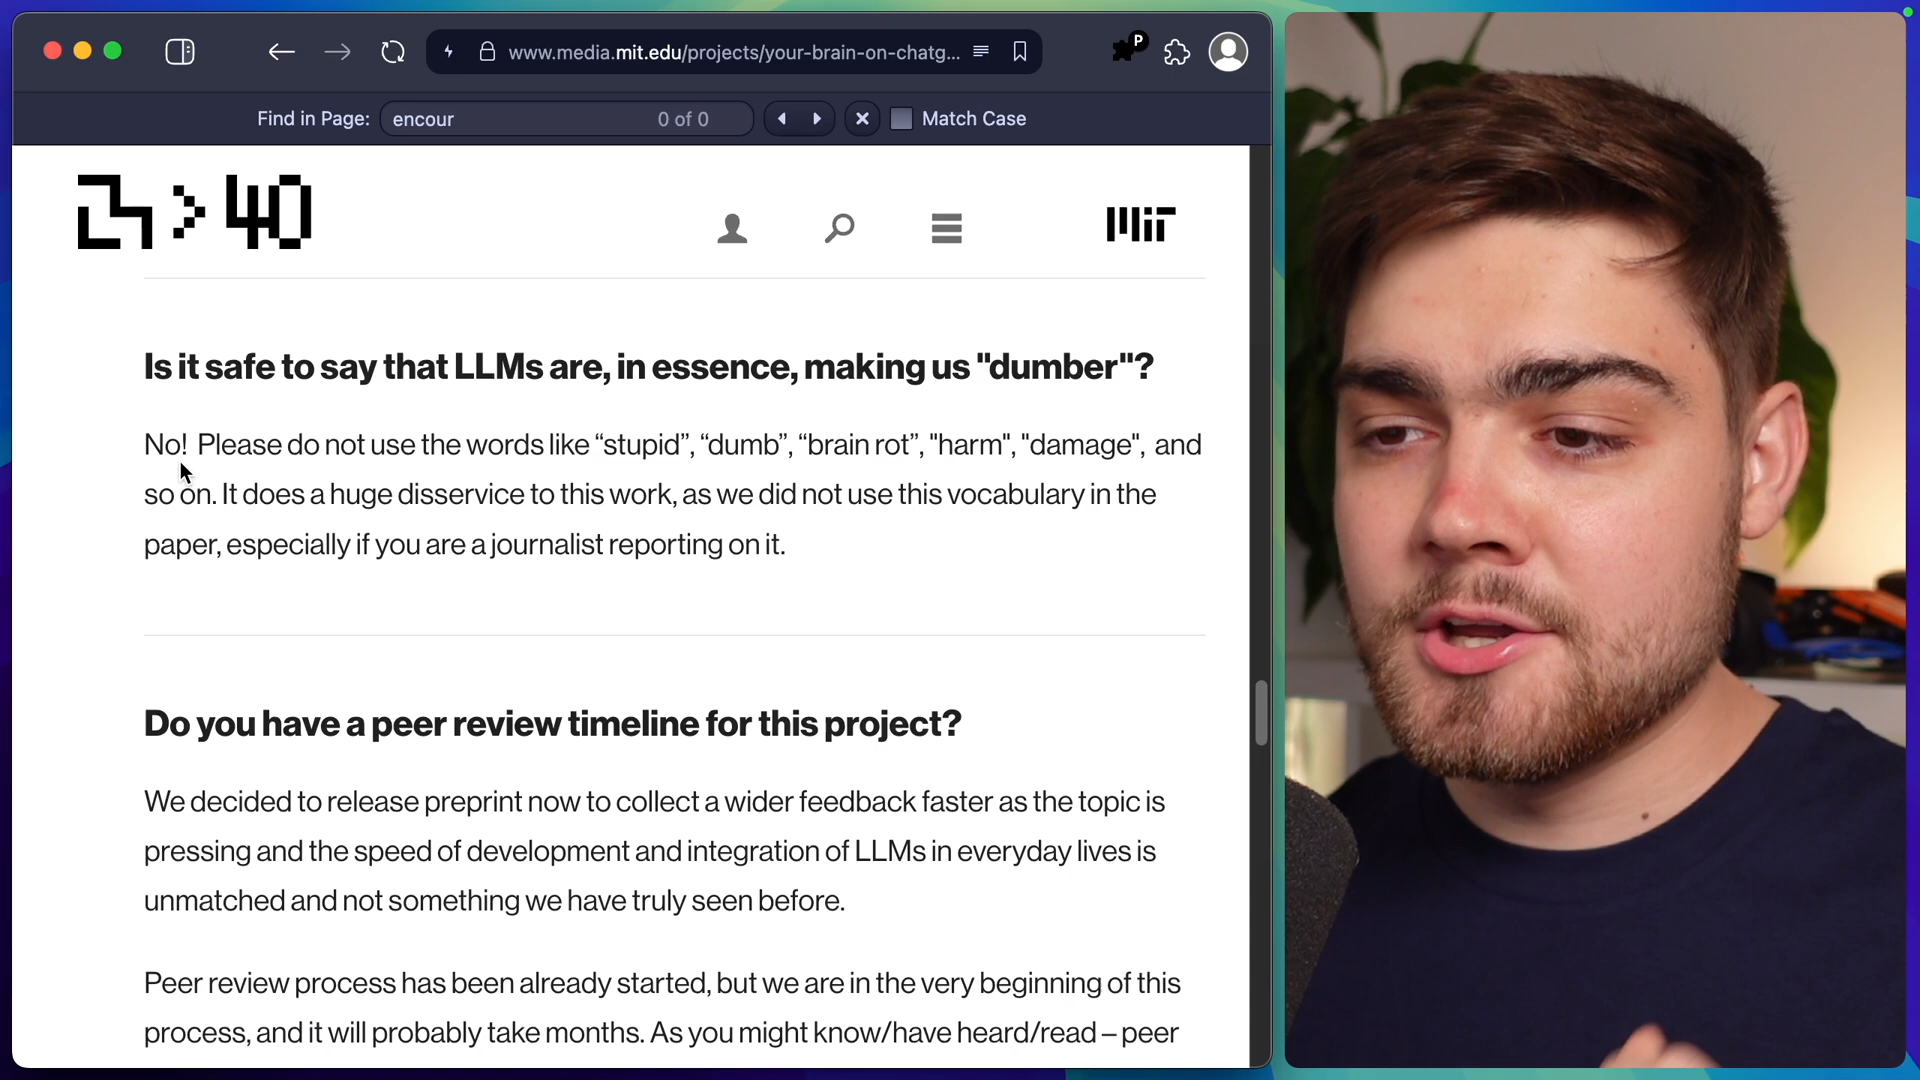 www.media.mit.edu/projects/your-brain-on-chatg...
P
Find in Page: encour 0 of 0 Match Case
> 40
MIT
Is it safe to say that LLMs are, in essence, making us "dumber"?
No! Please do not use the words like “stupid”, “dumb”, “brain rot”, "harm", "damage", and
so on. It does a huge disservice to this work, as we did not use this vocabulary in the
paper, especially if you are a journalist reporting on it.
Do you have a peer review timeline for this project?
We decided to release preprint now to collect a wider feedback faster as the topic is
pressing and the speed of development and integration of LLMs in everyday lives is
unmatched and not something we have truly seen before.
Peer review process has been already started, but we are in the very beginning of this
process, and it will probably take months. As you might know/have heard/read – peer